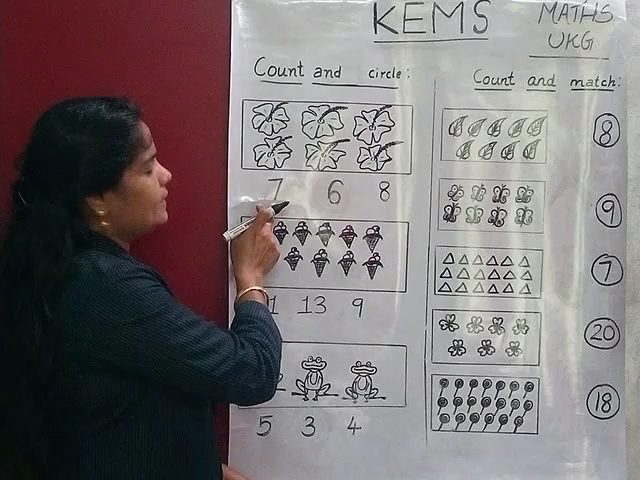 KEMS
MATHS
UKG
Count and circle:
7 6 8
1 13 9
5 3 4
Count and match:
8
9
7
20
18